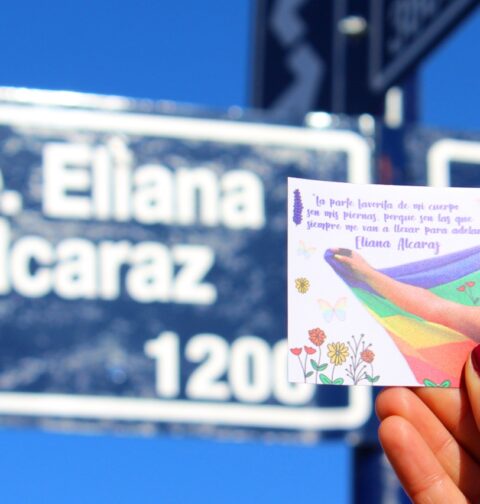 . Eliana
lcaraz
1200
"La parte favorita de mi cuerpo
son mis piernas, porque son las que
siempre me van a llevar para adelan
Eliana Alcaraz